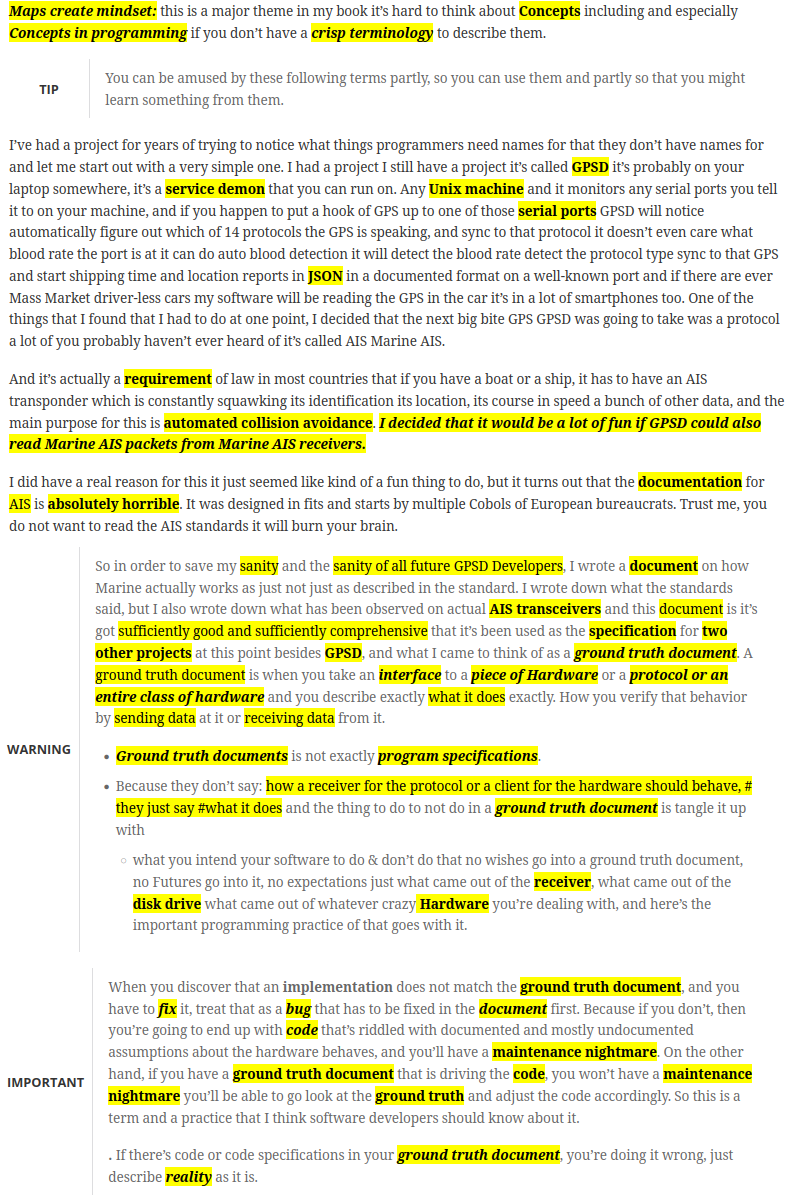 Maps create mindset: this is a major theme in my book it's hard to think about Concepts including and especially
Concepts in programming if you don't have a crisp terminology to describe them.
TIP
You can be amused by these following terms partly, so you can use them and partly so that you might
learn something from them.
I've had a project for years of trying to notice what things programmers need names for that they don't have names for
and let me start out with a very simple one. I had a project I still have a project it's called GPSD it's probably on your
laptop somewhere, it's a service demon that you can run on. Any Unix machine and it monitors any serial ports you tell
it to on your machine, and if you happen to put a hook of GPS up to one of those serial ports GPSD will notice
automatically figure out which of 14 protocols the GPS is speaking, and sync to that protocol it doesn't even care what
blood rate the port is at it can do auto blood detection it will detect the blood rate detect the protocol type sync to that GPS
and start shipping time and location reports in JSON in a documented format on a well-known port and if there are ever
Mass Market driver-less cars my software will be reading the GPS in the car it's in a lot of smartphones too. One of the
things that I found that I had to do at one point, I decided that the next big bite GPS GPSD was going to take was a protocol
a lot of you probably haven't ever heard of it's called AIS Marine AIS.
And it's actually a requirement of law in most countries that if you have a boat or a ship, it has to have an AIS
transponder which is constantly squawking its identification its location, its course in speed a bunch of other data, and the
main purpose for this is automated collision avoidance. I decided that it would be a lot of fun if GPSD could also
read Marine AIS packets from Marine AIS receivers.
I did have a real reason for this it just seemed like kind of a fun thing to do, but it turns out that the documentation for
AIS is absolutely horrible. It was designed in fits and starts by multiple Cobols of European bureaucrats. Trust me, you
do not want to read the AIS standards it will burn your brain.
WARNING
So in order to save my sanity and the sanity of all future GPSD Developers, I wrote a document on how
Marine actually works as just not just as described in the standard. I wrote down what the standards
said, but I also wrote down what has been observed on actual AIS transceivers and this document is it's
got sufficiently good and sufficiently comprehensive that it's been used as the specification for two
other projects at this point besides GPSD, and what I came to think of as a ground truth document. A
ground truth document is when you take an interface to a piece of Hardware or a protocol or an
entire class of hardware and you describe exactly what it does exactly. How you verify that behavior
by sending data at it or receiving data from it.
• Ground truth documents is not exactly program specifications.
• Because they don't say: how a receiver for the protocol or a client for the hardware should behave, #
they just say #what it does and the thing to do to not do in a ground truth document is tangle it up
with
○ what you intend your software to do & don't do that no wishes go into a ground truth document,
no Futures go into it, no expectations just what came out of the receiver, what came out of the
disk drive what came out of whatever crazy Hardware you're dealing with, and here's the
important programming practice of that goes with it.
IMPORTANT
When you discover that an implementation does not match the ground truth document, and you
have to fix it, treat that as a bug that has to be fixed in the document first. Because if you don't, then
you're going to end up with code that's riddled with documented and mostly undocumented
assumptions about the hardware behaves, and you'll have a maintenance nightmare. On the other
hand, if you have a ground truth document that is driving the code, you won't have a maintenance
nightmare you'll be able to go look at the ground truth and adjust the code accordingly. So this is a
term and a practice that I think software developers should know about it.
. If there's code or code specifications in your ground truth document, you're doing it wrong, just
describe reality as it is.